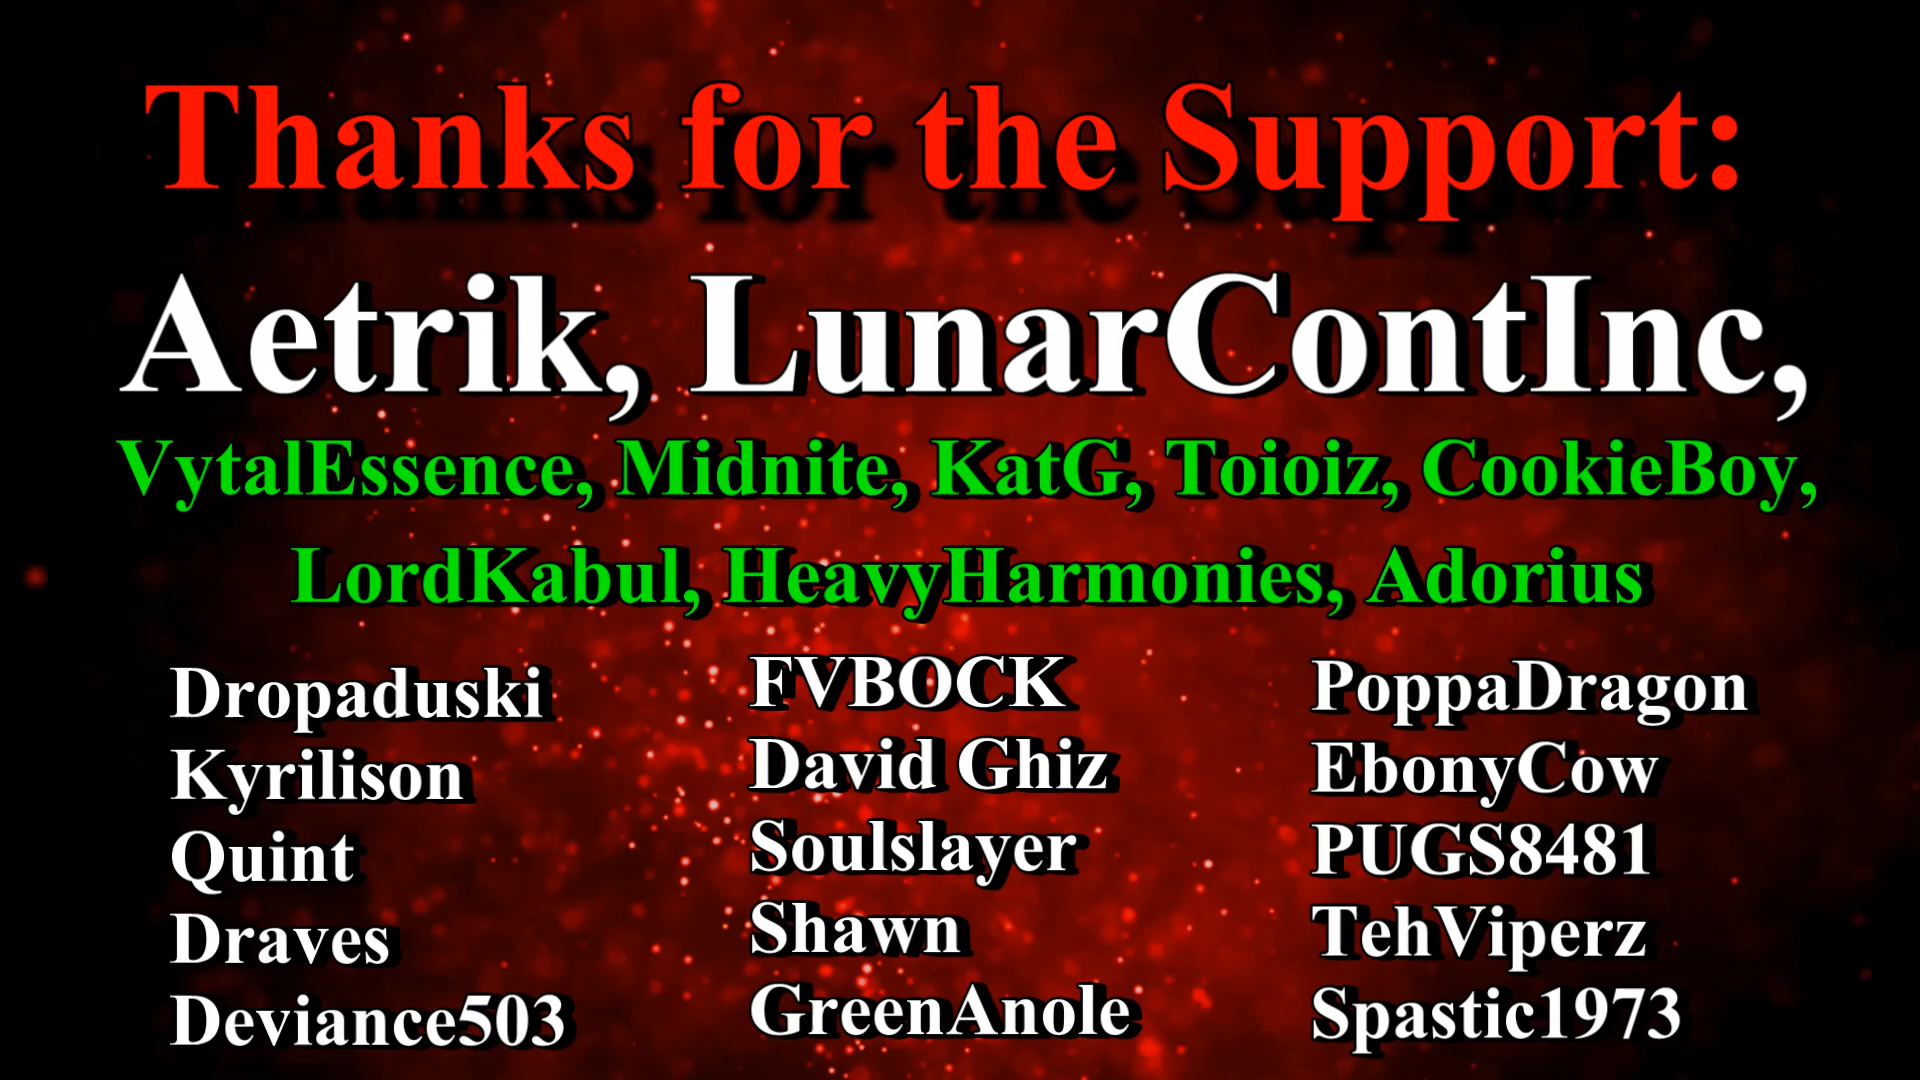 Thanks for the Support:
Aetrik, LunarContInc,
VytalEssence, Midnite, KatG, Toioiz, CookieBoy,
LordKabul, HeavyHarmonies, Adorius
Dropaduski
Kyrilison
Quint
Draves
Deviance503
FVBOCK
David Ghiz
Soulslayer
Shawn
GreenAnole
PoppaDragon
EbonyCow
PUGS8481
TehViperz
Spastic1973